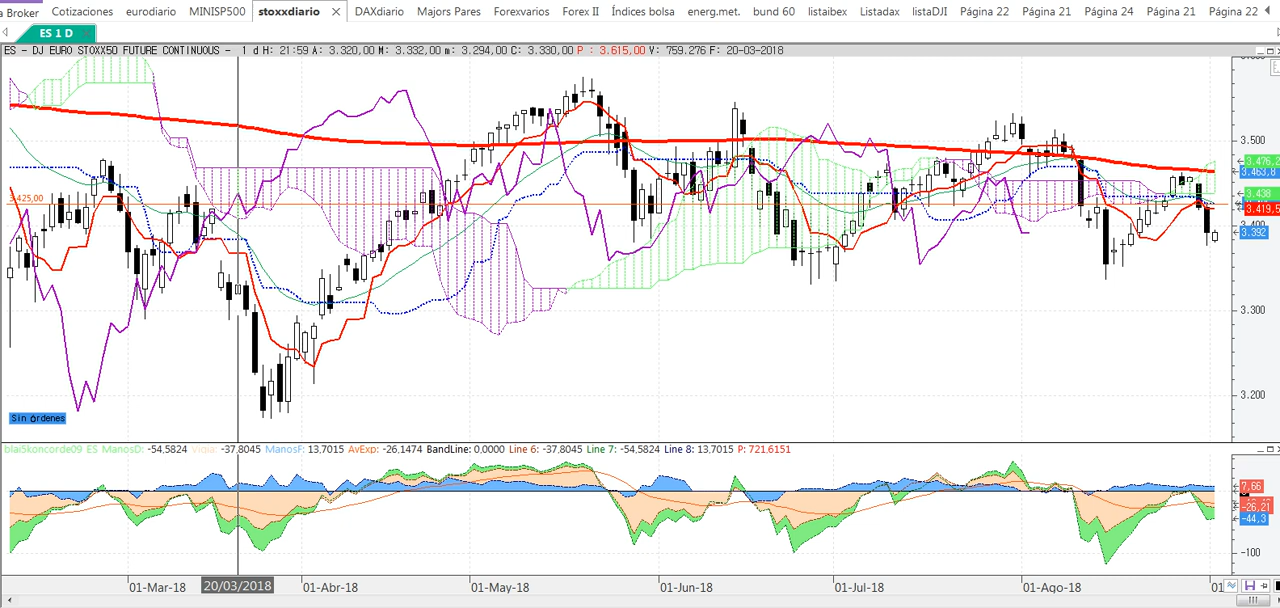 a Broker. Cotizaciones eurodiario MINISP500 stoxxdiario DAXdiario Majors Pares Forexvarios Forex II Índices bolsa energ.met. bund 60 listaibex Listadax listaDJI Página 22 Página 21 Página 24 Página 21 Página 22
ES 1 D
ES - DJ EURO STOXX50 FUTURE CONTINUOUS - 1 d H: 21:59 A: 3.320,00 M: 3.332,00 m: 3.294,00 C: 3.330,00 P : 3.615,00 V: 759.276 F: 20-03-2018
3.500
3.476,2
3.463,8
3.425,00
3.438
3.419,5
3.392
3.300
3.200
Sin órdenes
blai5koncorde09 ES ManosD: -54.5824 Viqia: -37.8045 ManosF: 13.7015 AvExp: -26.1474 BandLine: 0,0000 Line 6: -37.8045 Line 7: -54.5824 Line 8: 13,7015 P: 721.6151
7,66
-26,21
-44,3
-100
01-Mar-18 20/03/2018 01-Abr-18 01-May-18 01-Jun-18 01-Jul-18 01-Ago-18 01